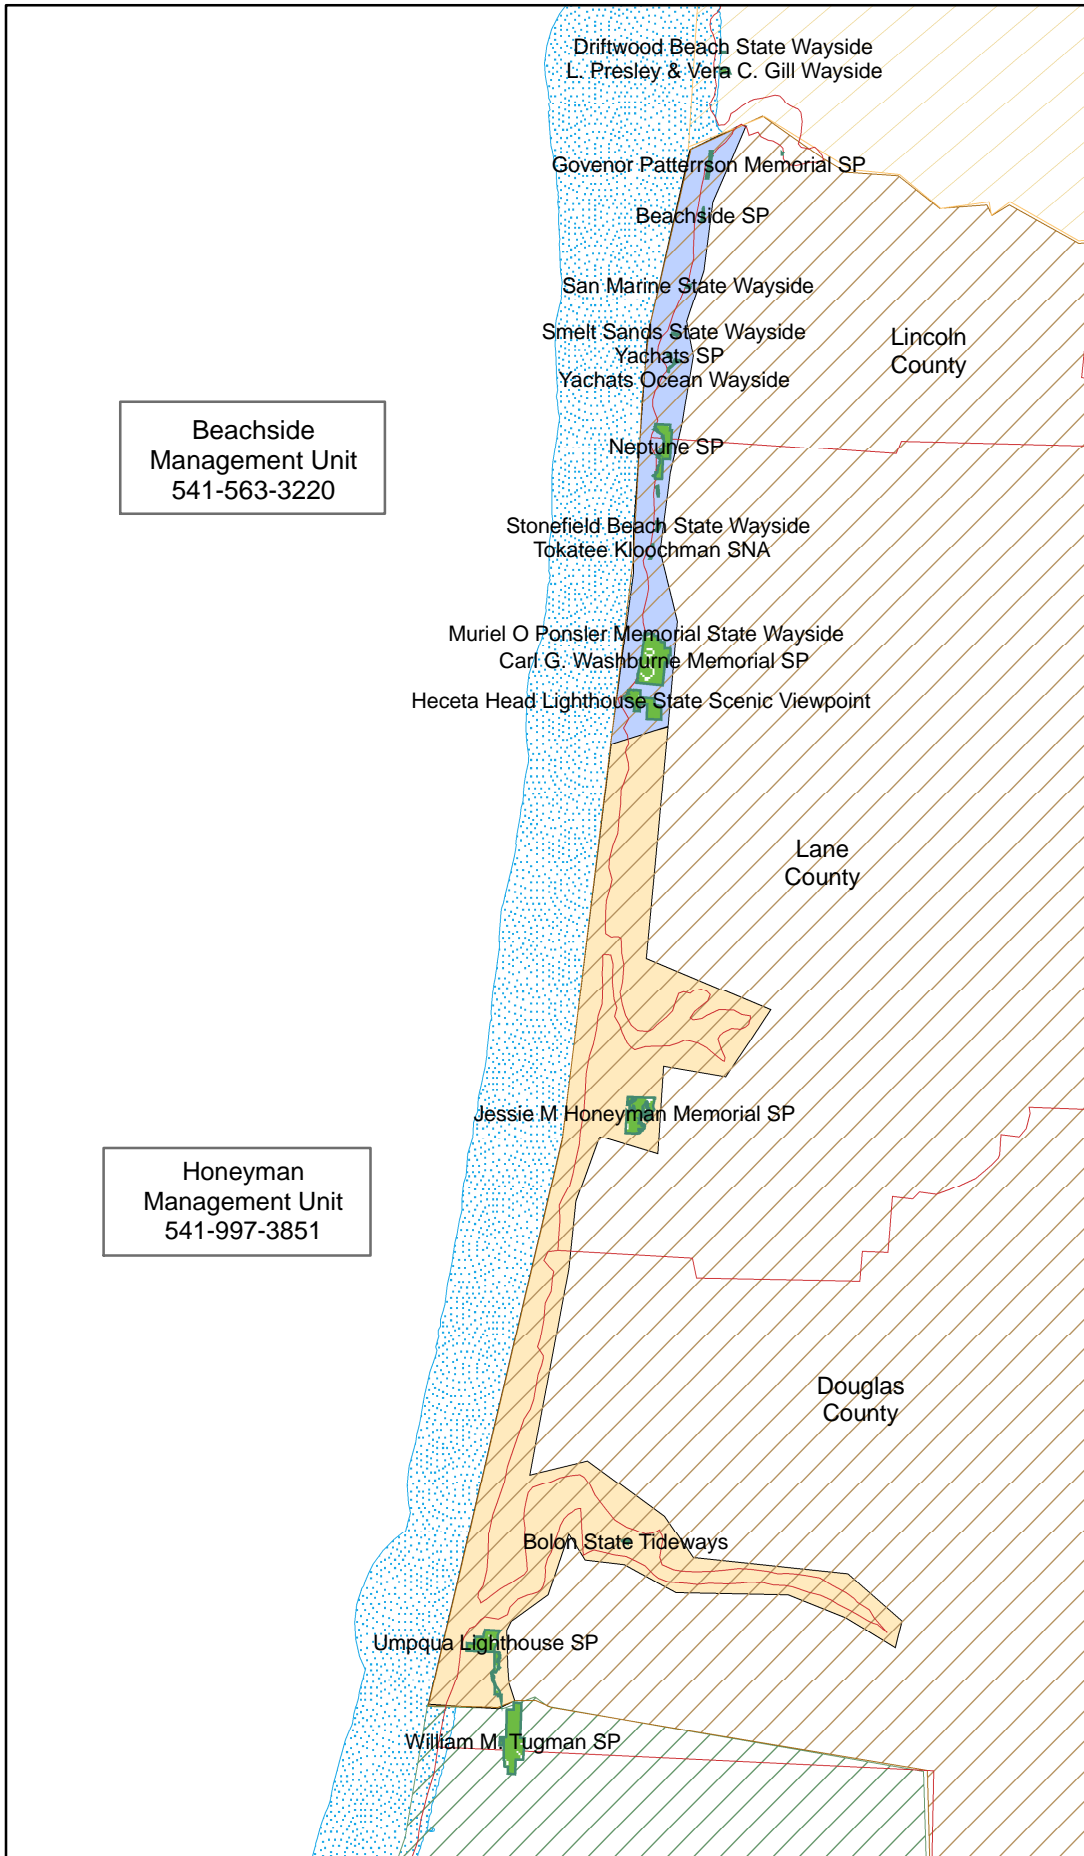 Driftwood Beach State Wayside
L. Presley & Vera C. Gill Wayside
Govenor Patterrson Memorial SP
Beachside SP
San Marine State Wayside
Smelt Sands State Wayside
Yachats SP
Yachats Ocean Wayside
Lincoln
County
Beachside
Management Unit
541-563-3220
Neptune SP
Stonefield Beach State Wayside
Tokatee Kloochman SNA
Muriel O Ponsler Memorial State Wayside
Carl G. Washburne Memorial SP
Heceta Head Lighthouse State Scenic Viewpoint
Lane
County
Jessie M Honeyman Memorial SP
Honeyman
Management Unit
541-997-3851
Douglas
County
Bolon State Tideways
Umpqua Lighthouse SP
William M. Tugman SP